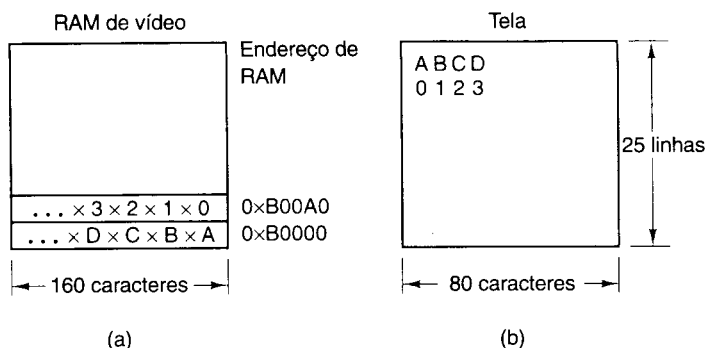 RAM de vídeo
Endereço de
RAM
... × 3 × 2 × 1 × 0
0×B00A0
... × D × C × B × A
0×B0000
160 caracteres
(a)
Tela
A B C D
0 1 2 3
25 linhas
80 caracteres
(b)